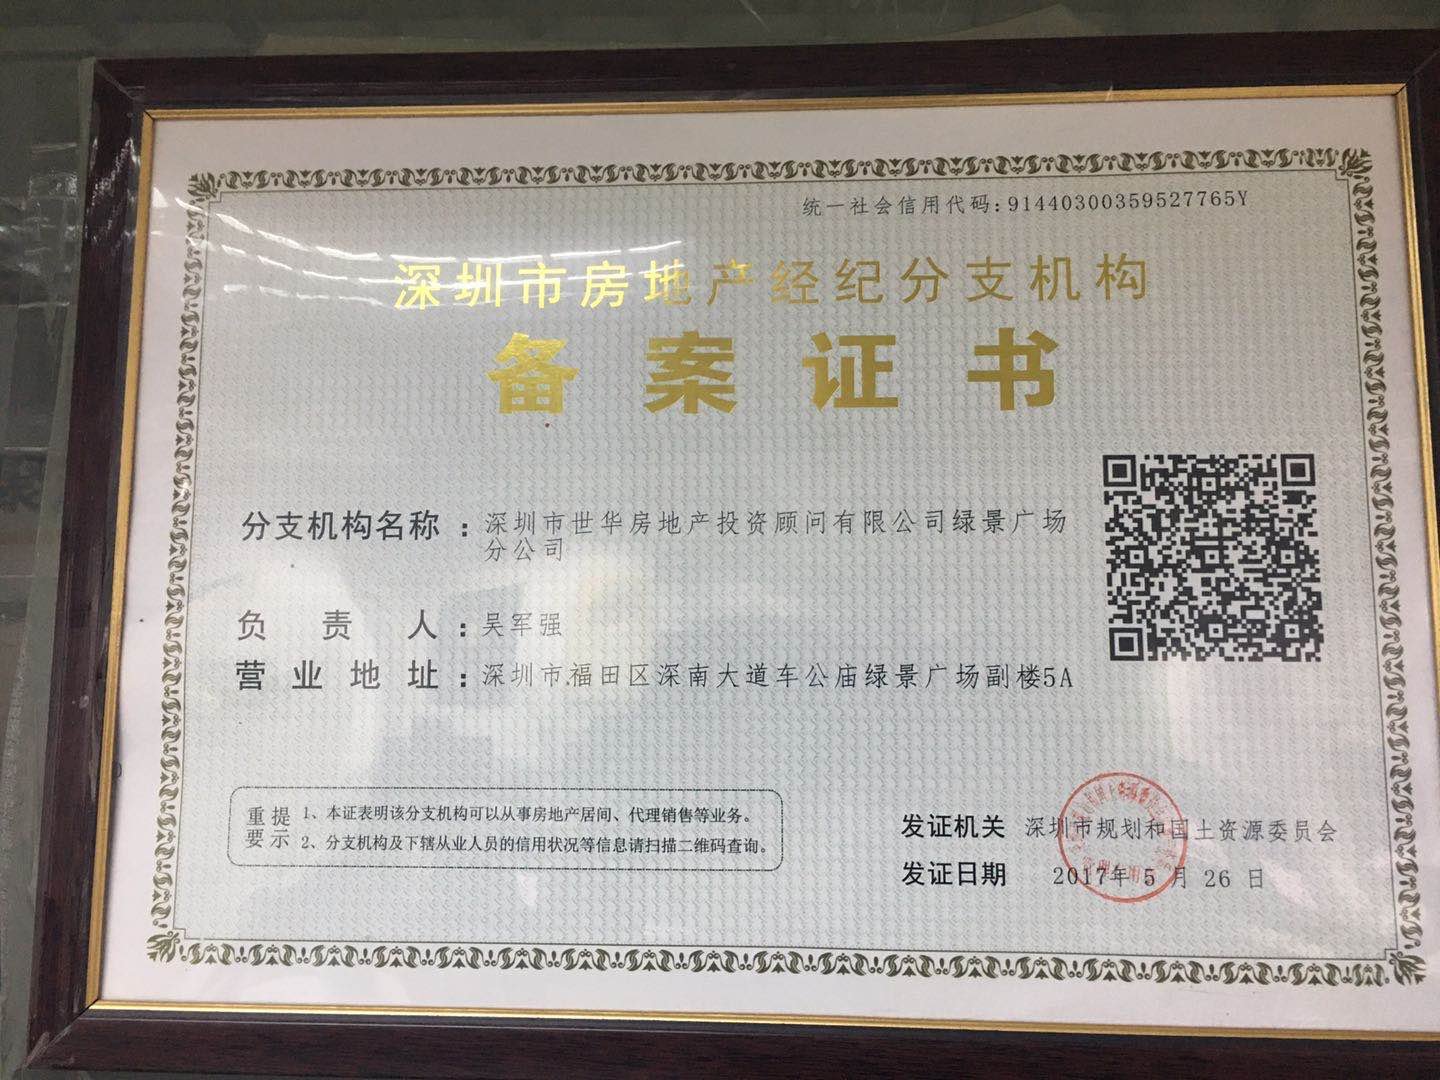 统一社会信用代码:91440300359527765Y
深圳市房地产经纪分支机构
备案证书
分支机构名称:深圳市世华房地产投资顾问有限公司绿景广场
分公司
负责人:吴军强
营业地址:深圳市福田区深南大道车公庙绿景广场副楼5A
重要提示
1、本证表明该分支机构可以从事房地产居间、代理销售等业务。
2、分支机构及下辖从业人员的信用状况等信息请扫描二维码查询。
发证机关 深圳市规划和国土资源委员会
发证日期 2017年5月26日